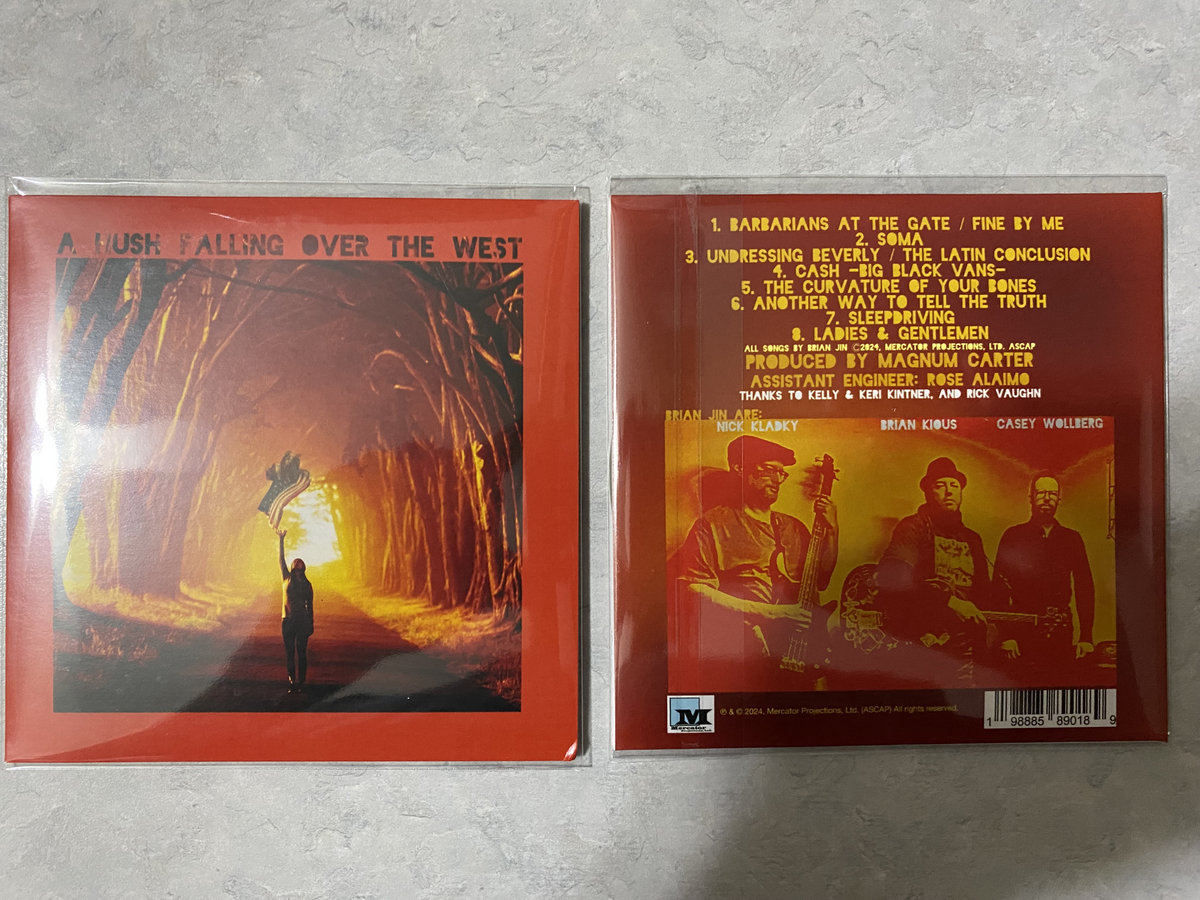 A HUSH FALLING OVER THE WEST
1. BARBARIANS AT THE GATE / FINE BY ME
2. SOMA
3. UNDRESSING BEVERLY / THE LATIN CONCLUSION
4. CASH -BIG BLACK VANS-
5. THE CURVATURE OF YOUR BONES
6. ANOTHER WAY TO TELL THE TRUTH
7. SLEEPDRIVING
8. LADIES & GENTLEMEN
ALL SONGS BY BRIAN JIN ©2024, MERCATOR PROJECTIONS, LTD. ASCAP
PRODUCED BY MAGNUM CARTER
ASSISTANT ENGINEER: ROSE ALAIMO
THANKS TO KELLY & KERI KINTNER, AND RICK VAUGHN
BRIAN JIN ARE:
NICK KLADKY BRIAN KIOUS CASEY WOLLBERG
M
Mercator
Projections, Ltd.
℗ & © 2024, Mercator Projections, Ltd. (ASCAP) All rights reserved.
1 98885 89018 9